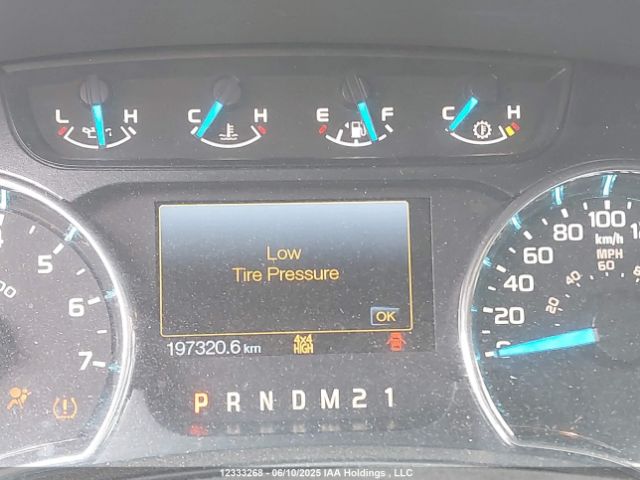 L H C H E F C H
Low
Tire Pressure
OK
197320.6 km
4x4
HIGH
5
6
7
20
40
60
80
100
km/h
MPH
60
20
40
P R N D M 2 1
12333268 - 06/10/2025 IAA Holdings , LLC